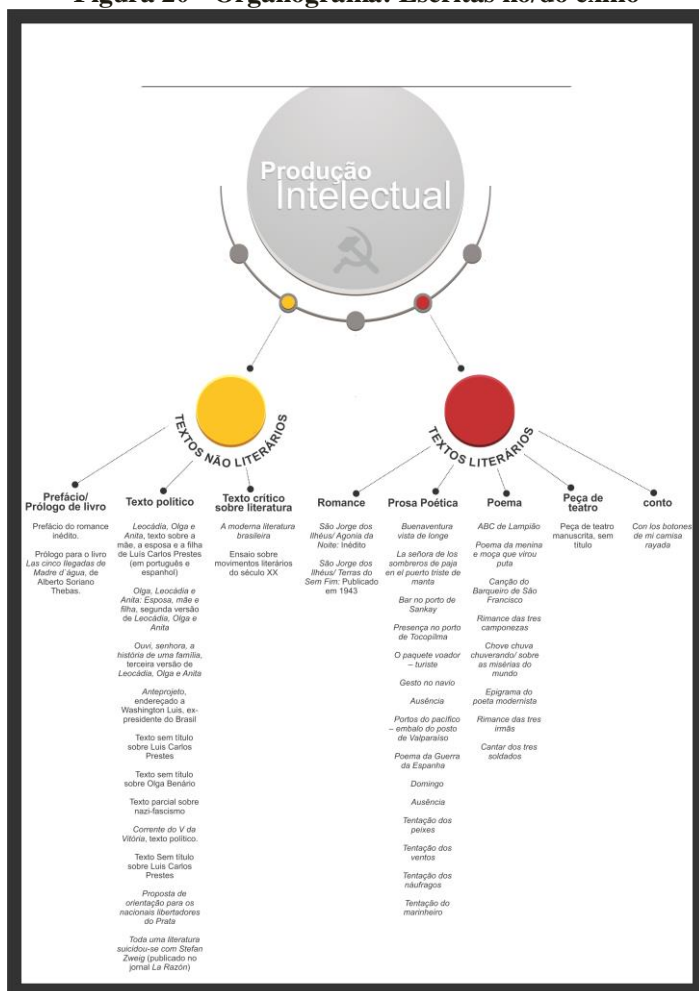 Figura 20 - Organograma: Escritas no/do exílio
Produção
Intelectual
TEXTOS NÃO LITERÁRIOS
TEXTOS LITERÁRIOS
Prefácio/
Prólogo de livro
Prefácio do romance
inédito.
Prólogo para o livro
Las cinco llegadas de
Madre d´água, de
Alberto Soriano
Thebas.
Texto político
Leocádia, Olga e
Anita, texto sobre a
mãe, a esposa e a filha
de Luís Carlos Prestes
(em português e
espanhol)
Olga, Leocádia e
Anita: Esposa, mãe e
filha, segunda versão
de Leocádia, Olga e
Anita
Ouvi, senhora, a
história de uma família,
terceira versão de
Leocádia, Olga e Anita
Anteprojeto,
endereçado a
Washington Luis, ex-
presidente do Brasil
Texto sem título
sobre Luis Carlos
Prestes
Texto sem título
sobre Olga Benário
Texto parcial sobre
nazi-fascismo
Corrente do V da
Vitória, texto político.
Texto Sem título
sobre Luis Carlos
Prestes
Proposta de
orientação para os
nacionais libertadores
do Prata
Toda uma literatura
suicidou-se com Stefan
Zweig (publicado no
jornal La Razón)
Texto crítico
sobre literatura
A moderna literatura
brasileira
Ensaio sobre
movimentos literários
do século XX
Romance
São Jorge dos
Ilhéus/ Agonia da
Noite: Inédito
São Jorge dos
Ilhéus/ Terras do
Sem Fim: Publicado
em 1943
Prosa Poética
Buenaventura
vista de longe
La señora de los
sombreros de paja
en el puerto triste de
manta
Bar no porto de
Sankay
Presença no porto
de Tocopilma
O paquete voador
– turiste
Gesto no navio
Ausência
Portos do pacífico
– embalo do posto
de Valparaíso
Poema da Guerra
da Espanha
Domingo
Ausência
Tentação dos
peixes
Tentação dos
ventos
Tentação dos
náufragos
Tentação do
marinheiro
Poema
ABC de Lampião
Poema da menina
e moça que virou
puta
Canção do
Barqueiro de São
Francisco
Rimance das três
camponezas
Chove chuva
chuverando/ sobre
as misérias do
mundo
Epigrama do
poeta modernista
Rimance das três
irmãs
Cantar dos tres
soldados
Peça de
teatro
Peça de teatro
manuscrita, sem
título
conto
Con los botones
de mi camisa
rayada